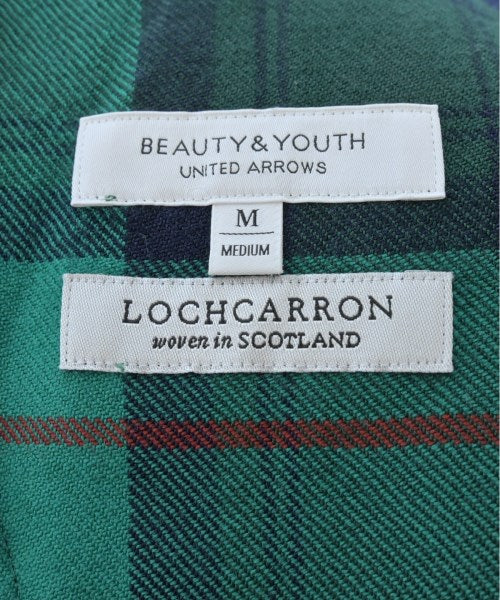 BEAUTY&YOUTH
UNITED ARROWS
M
MEDIUM
LOCHCARRON
woven in SCOTLAND